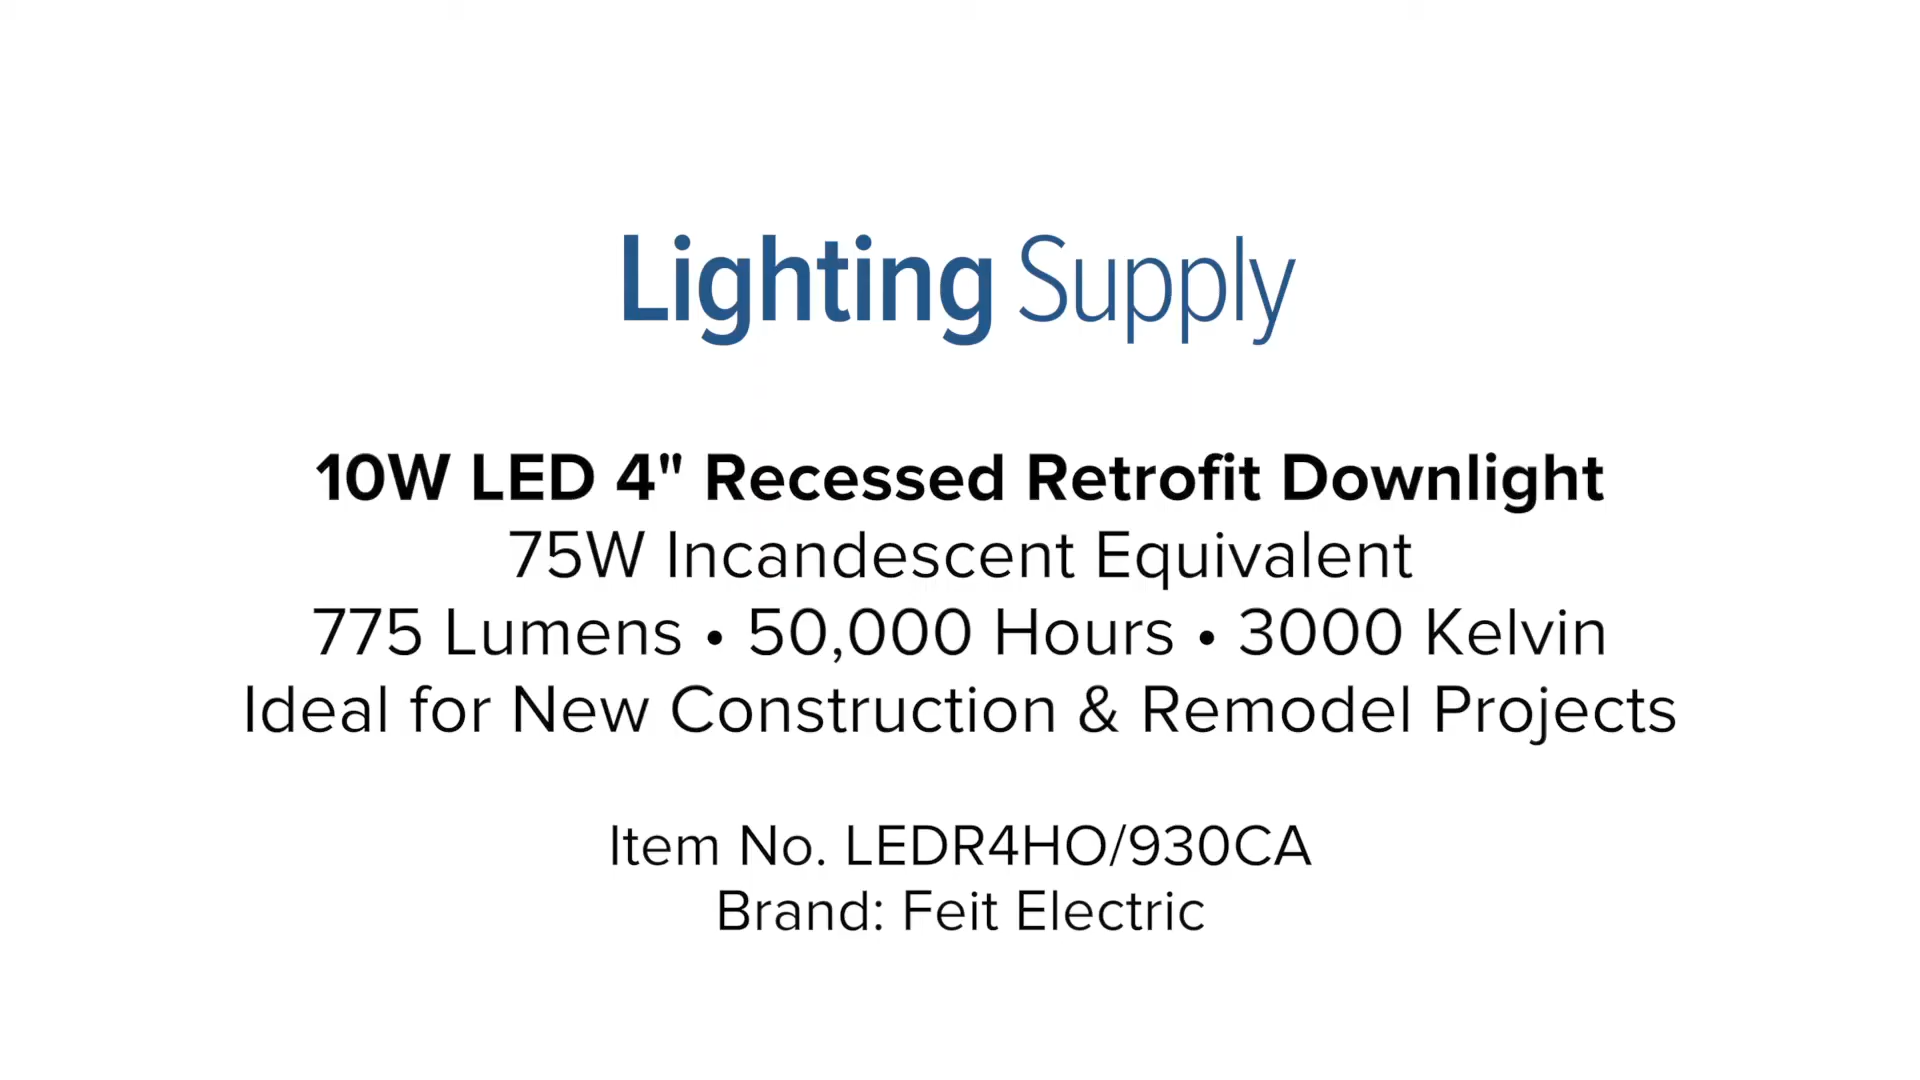 Lighting Supply
10W LED 4" Recessed Retrofit Downlight
75W Incandescent Equivalent
775 Lumens • 50,000 Hours • 3000 Kelvin
Ideal for New Construction & Remodel Projects
Item No. LEDR4HO/930CA
Brand: Feit Electric